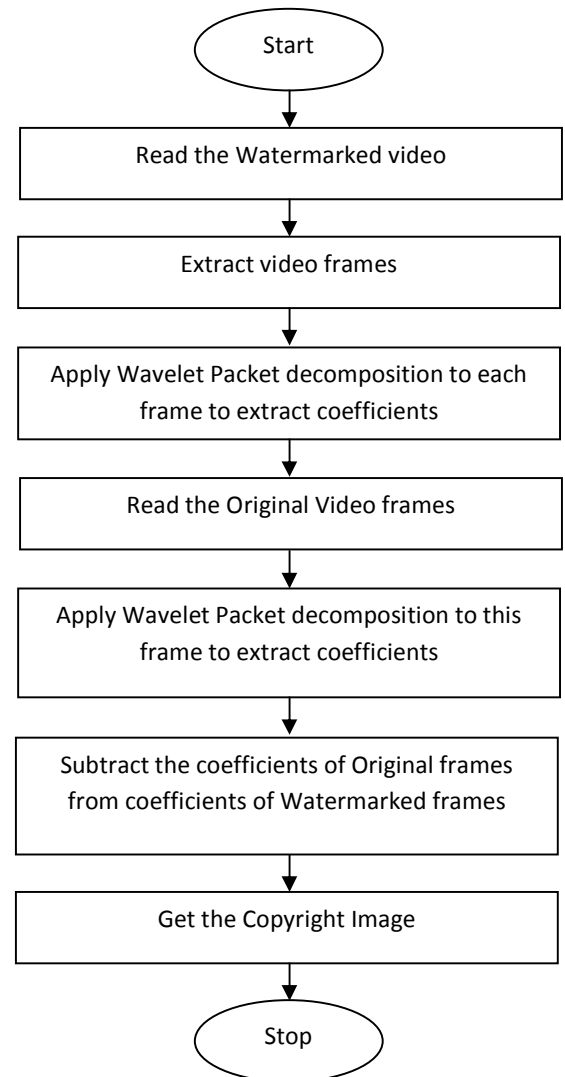 Start
Read the Watermarked video
Extract video frames
Apply Wavelet Packet decomposition to each
frame to extract coefficients
Read the Original Video frames
Apply Wavelet Packet decomposition to this
frame to extract coefficients
Subtract the coefficients of Original frames
from coefficients of Watermarked frames
Get the Copyright Image
Stop